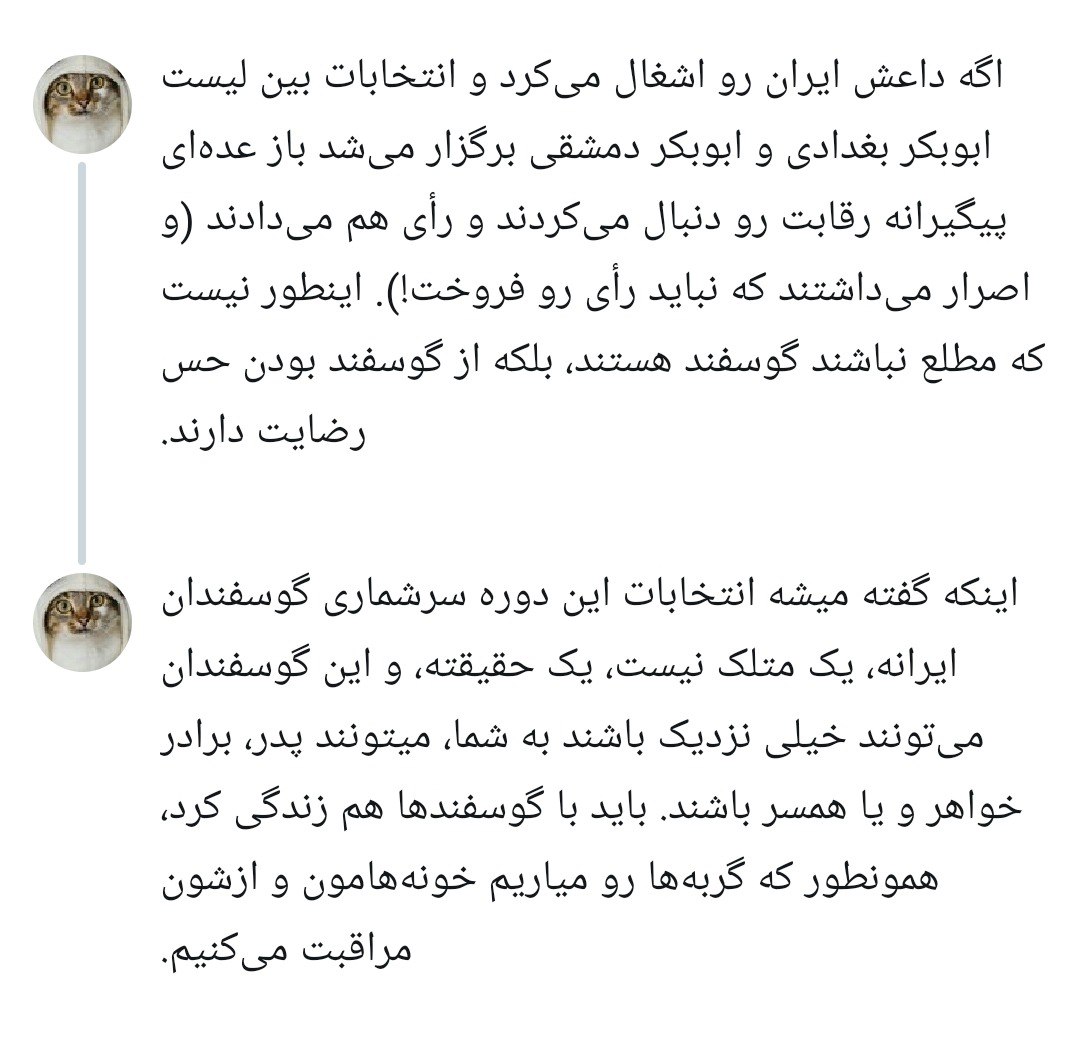 اگه داعش ایران رو اشغال می‌کرد و انتخابات بین لیست
ابوبکر بغدادی و ابوبکر دمشقی برگزار می‌شد باز عده‌ای
پیگیرانه رقابت رو دنبال می‌کردند و رأی هم می‌دادند (و
اصرار می‌داشتند که نباید رأی رو فروخت!). اینطور نیست
که مطلع نباشند گوسفند هستند، بلکه از گوسفند بودن حس
رضایت دارند.
اینکه گفته میشه انتخابات این دوره سرشماری گوسفندان
ایرانه، یک متلک نیست، یک حقیقته، و این گوسفندان
می‌تونند خیلی نزدیک باشند به شما، میتونند پدر، برادر
خواهر و یا همسر باشند. باید با گوسفندها هم زندگی کرد،
همونطور که گربه‌ها رو میاریم خونه‌هامون و ازشون
مراقبت می‌کنیم.